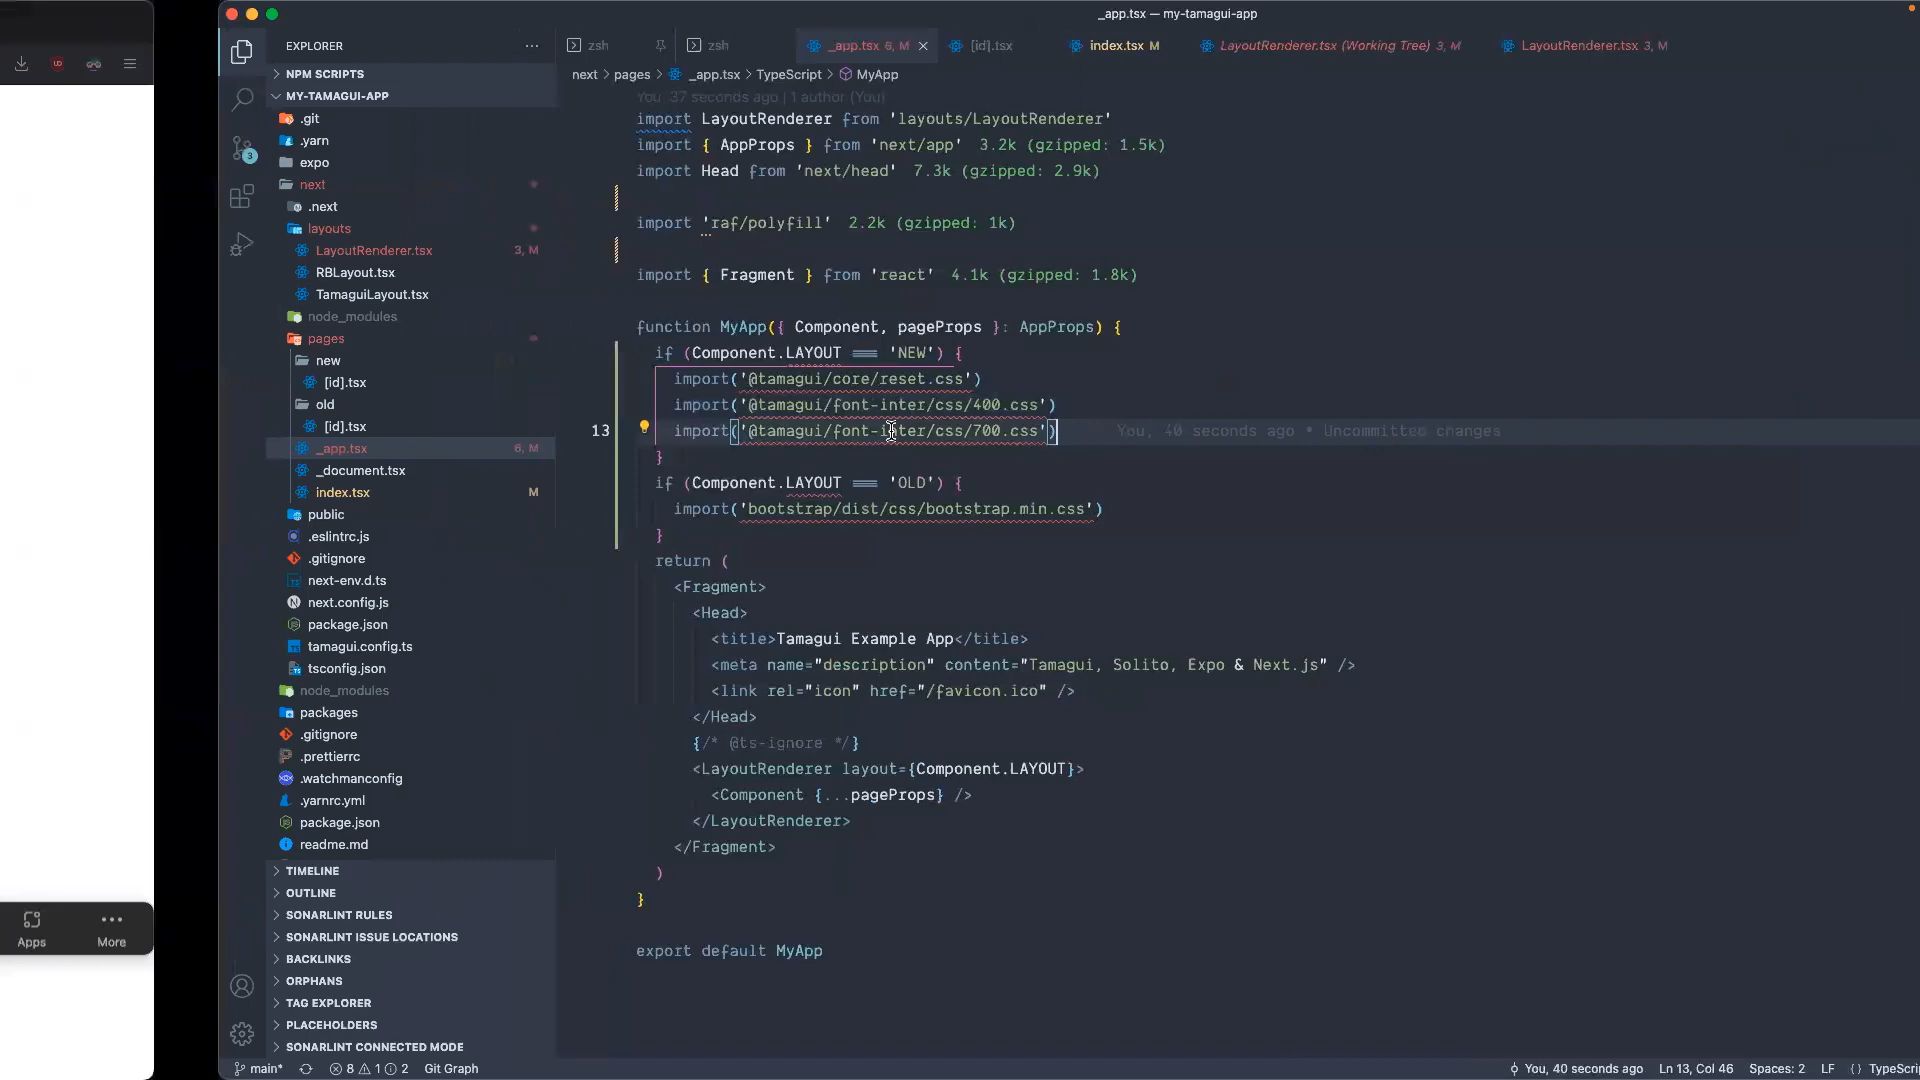 _app.tsx — my-tamagui-app
EXPLORER
zsh
zsh
_app.tsx 6, M
[id].tsx
index.tsx M
LayoutRenderer.tsx (Working Tree) 3, M
LayoutRenderer.tsx 3, M
next > pages > _app.tsx > TypeScript > MyApp
NPM SCRIPTS
MY-TAMAGUI-APP
.git
.yarn
expo
next
.next
layouts
LayoutRenderer.tsx 3, M
RBLayout.tsx
TamaguiLayout.tsx
node_modules
pages
new
[id].tsx
old
[id].tsx
_app.tsx 6, M
_document.tsx
index.tsx M
public
.eslintrc.js
.gitignore
next-env.d.ts
next.config.js
package.json
tamagui.config.ts
tsconfig.json
node_modules
packages
.gitignore
.prettierrc
.watchmanconfig
.yarnrc.yml
package.json
readme.md
TIMELINE
OUTLINE
SONARLINT RULES
SONARLINT ISSUE LOCATIONS
BACKLINKS
ORPHANS
TAG EXPLORER
PLACEHOLDERS
SONARLINT CONNECTED MODE
3
You, 37 seconds ago | 1 author (You)
import LayoutRenderer from 'layouts/LayoutRenderer'
import { AppProps } from 'next/app' 3.2k (gzipped: 1.5k)
import Head from 'next/head' 7.3k (gzipped: 2.9k)
import 'raf/polyfill' 2.2k (gzipped: 1k)
import { Fragment } from 'react' 4.1k (gzipped: 1.8k)
function MyApp({ Component, pageProps }: AppProps) {
if (Component.LAYOUT === 'NEW') {
import('@tamagui/core/reset.css')
import('@tamagui/font-inter/css/400.css')
13 import('@tamagui/font-inter/css/700.css') You, 40 seconds ago • Uncommitted changes
}
if (Component.LAYOUT === 'OLD') {
import('bootstrap/dist/css/bootstrap.min.css')
}
return (
<Fragment>
<Head>
<title>Tamagui Example App</title>
<meta name="description" content="Tamagui, Solito, Expo & Next.js" />
<link rel="icon" href="/favicon.ico" />
</Head>
{/* @ts-ignore */}
<LayoutRenderer layout={Component.LAYOUT}>
<Component {...pageProps} />
</LayoutRenderer>
</Fragment>
)
}
export default MyApp
Apps
More
main* 8 1 2 Git Graph
You, 40 seconds ago Ln 13, Col 46 Spaces: 2 LF { } TypeScri